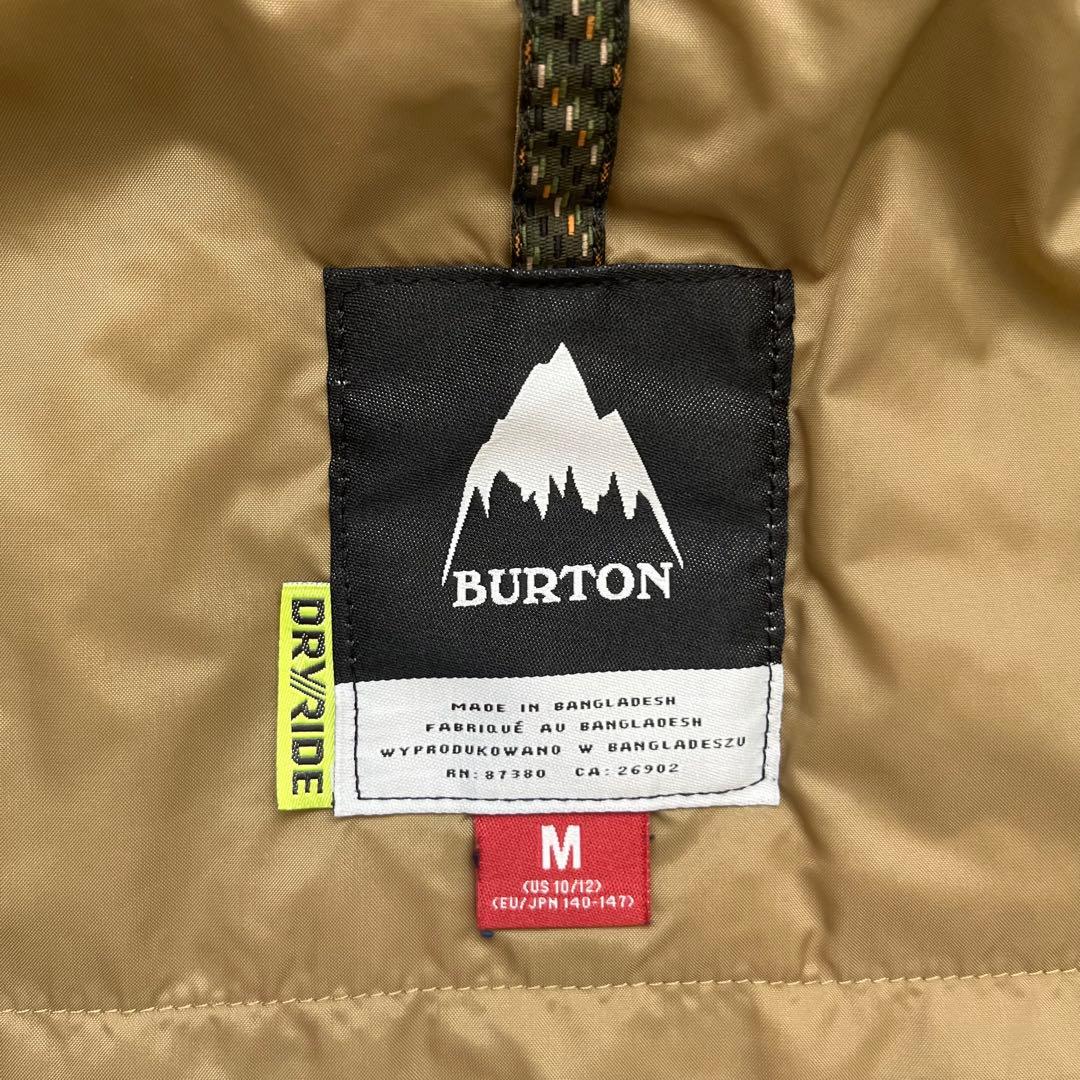 BURTON
DRY///RIDE
MADE IN BANGLADESH
FABRIQUÉ AU BANGLADESH
WYPRODUKOWANO W BANGLADESZU
RN: 87380 CA: 26902
M
(US 10/12)
(EU/JPN 140-147)